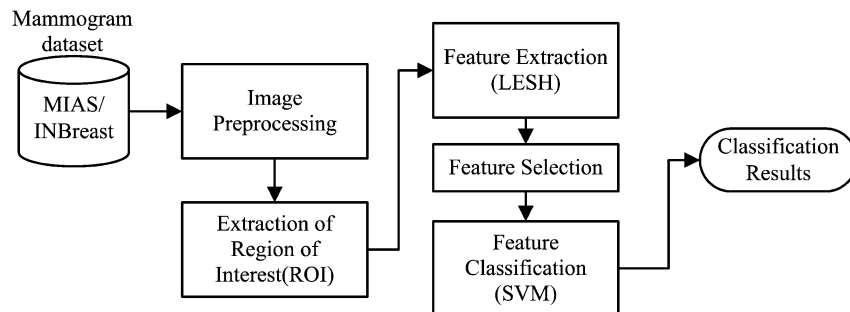 Mammogram
dataset
MIAS/
INBreast
Image
Preprocessing
Extraction of
Region of
Interest(ROI)
Feature Extraction
(LESH)
Feature Selection
Feature
Classification
(SVM)
Classification
Results